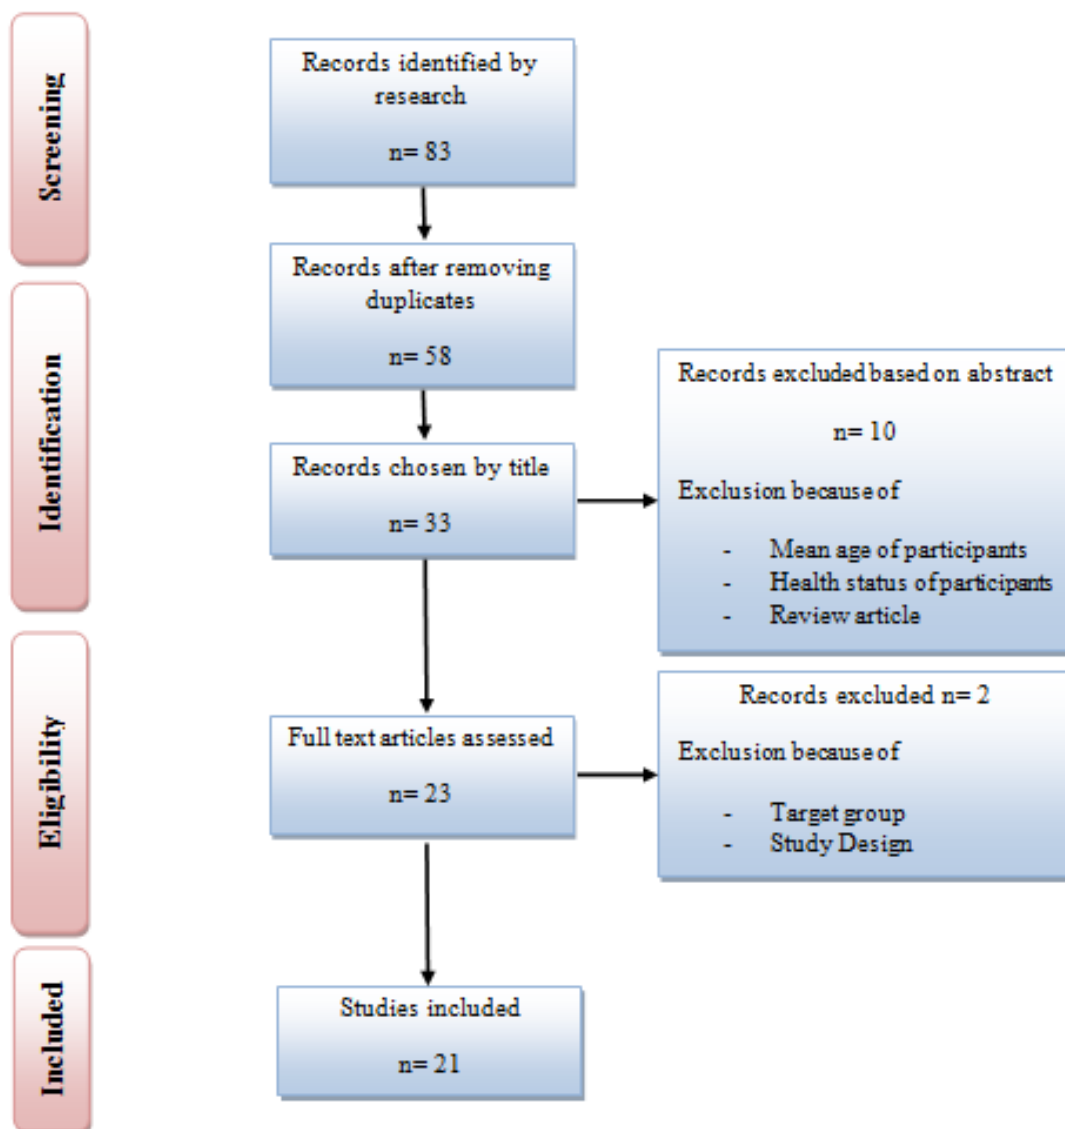 Screening
Records identified by
research
n= 83
Records after removing
duplicates
n= 58
Identification
Records chosen by title
n= 33
Records excluded based on abstract
n= 10
Exclusion because of
- Mean age of participants
- Health status of participants
- Review article
Eligibility
Full text articles assessed
n= 23
Records excluded n= 2
Exclusion because of
- Target group
- Study Design
Included
Studies included
n= 21